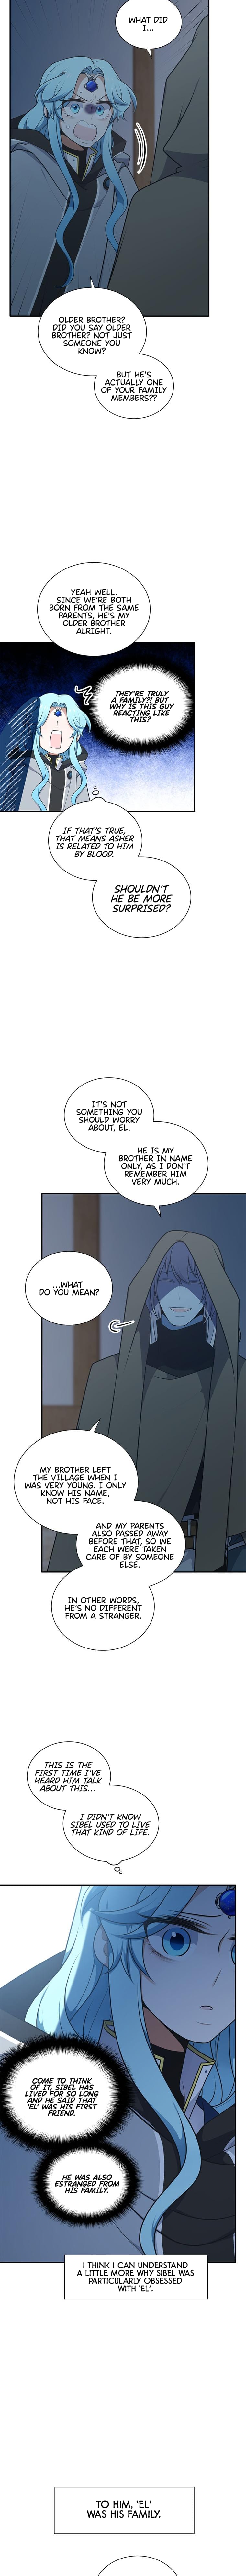 WHAT DID
I...
OLDER BROTHER?
DID YOU SAY OLDER
BROTHER? NOT JUST
SOMEONE YOU
KNOW?
BUT HE'S
ACTUALLY ONE
OF YOUR FAMILY
MEMBERS??
YEAH WELL.
SINCE WE'RE BOTH
BORN FROM THE SAME
PARENTS, HE'S MY
OLDER BROTHER
ALRIGHT.
THEY'RE TRULY
A FAMILY?! BUT
WHY IS THIS GUY
REACTING LIKE
THIS?
IF THAT'S TRUE,
THAT MEANS ASHER
IS RELATED TO HIM
BY BLOOD.
SHOULDN'T
HE BE MORE
SURPRISED?
IT'S NOT
SOMETHING YOU
SHOULD WORRY
ABOUT, EL.
HE IS MY
BROTHER IN NAME
ONLY, AS I DON'T
REMEMBER HIM
VERY MUCH.
...WHAT
DO YOU MEAN?
MY BROTHER LEFT
THE VILLAGE WHEN I
WAS VERY YOUNG. I ONLY
KNOW HIS NAME,
NOT HIS FACE.
AND MY PARENTS
ALSO PASSED AWAY
BEFORE THAT, SO WE
EACH WERE TAKEN
CARE OF BY SOMEONE
ELSE.
IN OTHER WORDS,
HE'S NO DIFFERENT
FROM A STRANGER.
THIS IS THE
FIRST TIME I'VE
HEARD HIM TALK
ABOUT THIS...
I DIDN'T KNOW
SIBEL USED TO LIVE
THAT KIND OF LIFE.
COME TO THINK
OF IT, SIBEL HAS
LIVED FOR SO LONG
AND HE SAID THAT
'EL' WAS HIS FIRST
FRIEND.
HE WAS ALSO
ESTRANGED FROM
HIS FAMILY.
I THINK I CAN UNDERSTAND
A LITTLE MORE WHY SIBEL WAS
PARTICULARLY OBSESSED
WITH 'EL'.
TO HIM, 'EL'
WAS HIS FAMILY.